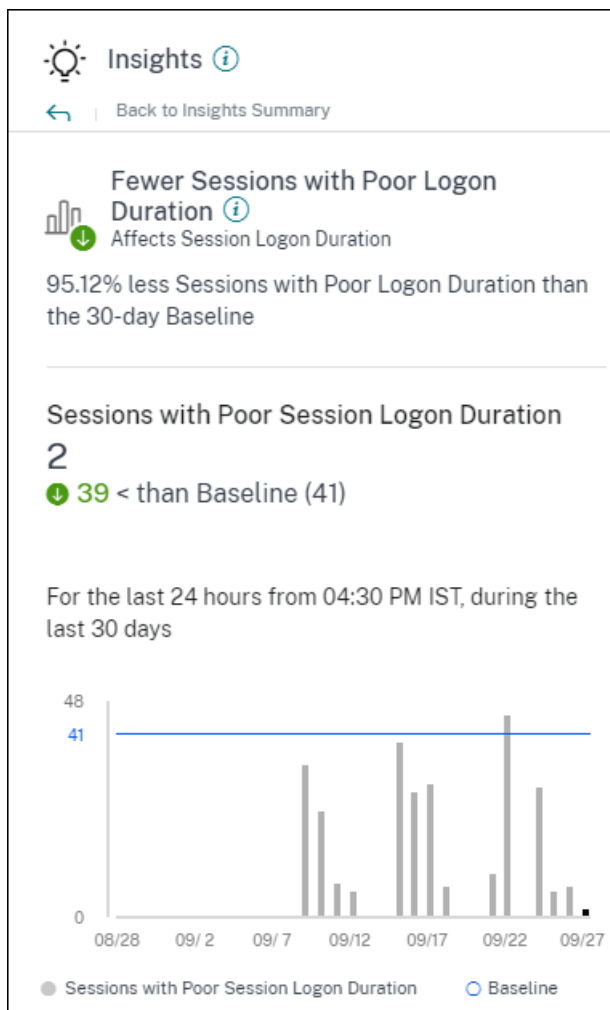 Insights i
Back to Insights Summary
Fewer Sessions with Poor Logon
Duration i
Affects Session Logon Duration
95.12% less Sessions with Poor Logon Duration than
the 30-day Baseline
Sessions with Poor Session Logon Duration
2
39 < than Baseline (41)
For the last 24 hours from 04:30 PM IST, during the
last 30 days
48
41
0
08/28 09/ 2 09/ 7 09/12 09/17 09/22 09/27
Sessions with Poor Session Logon Duration Baseline